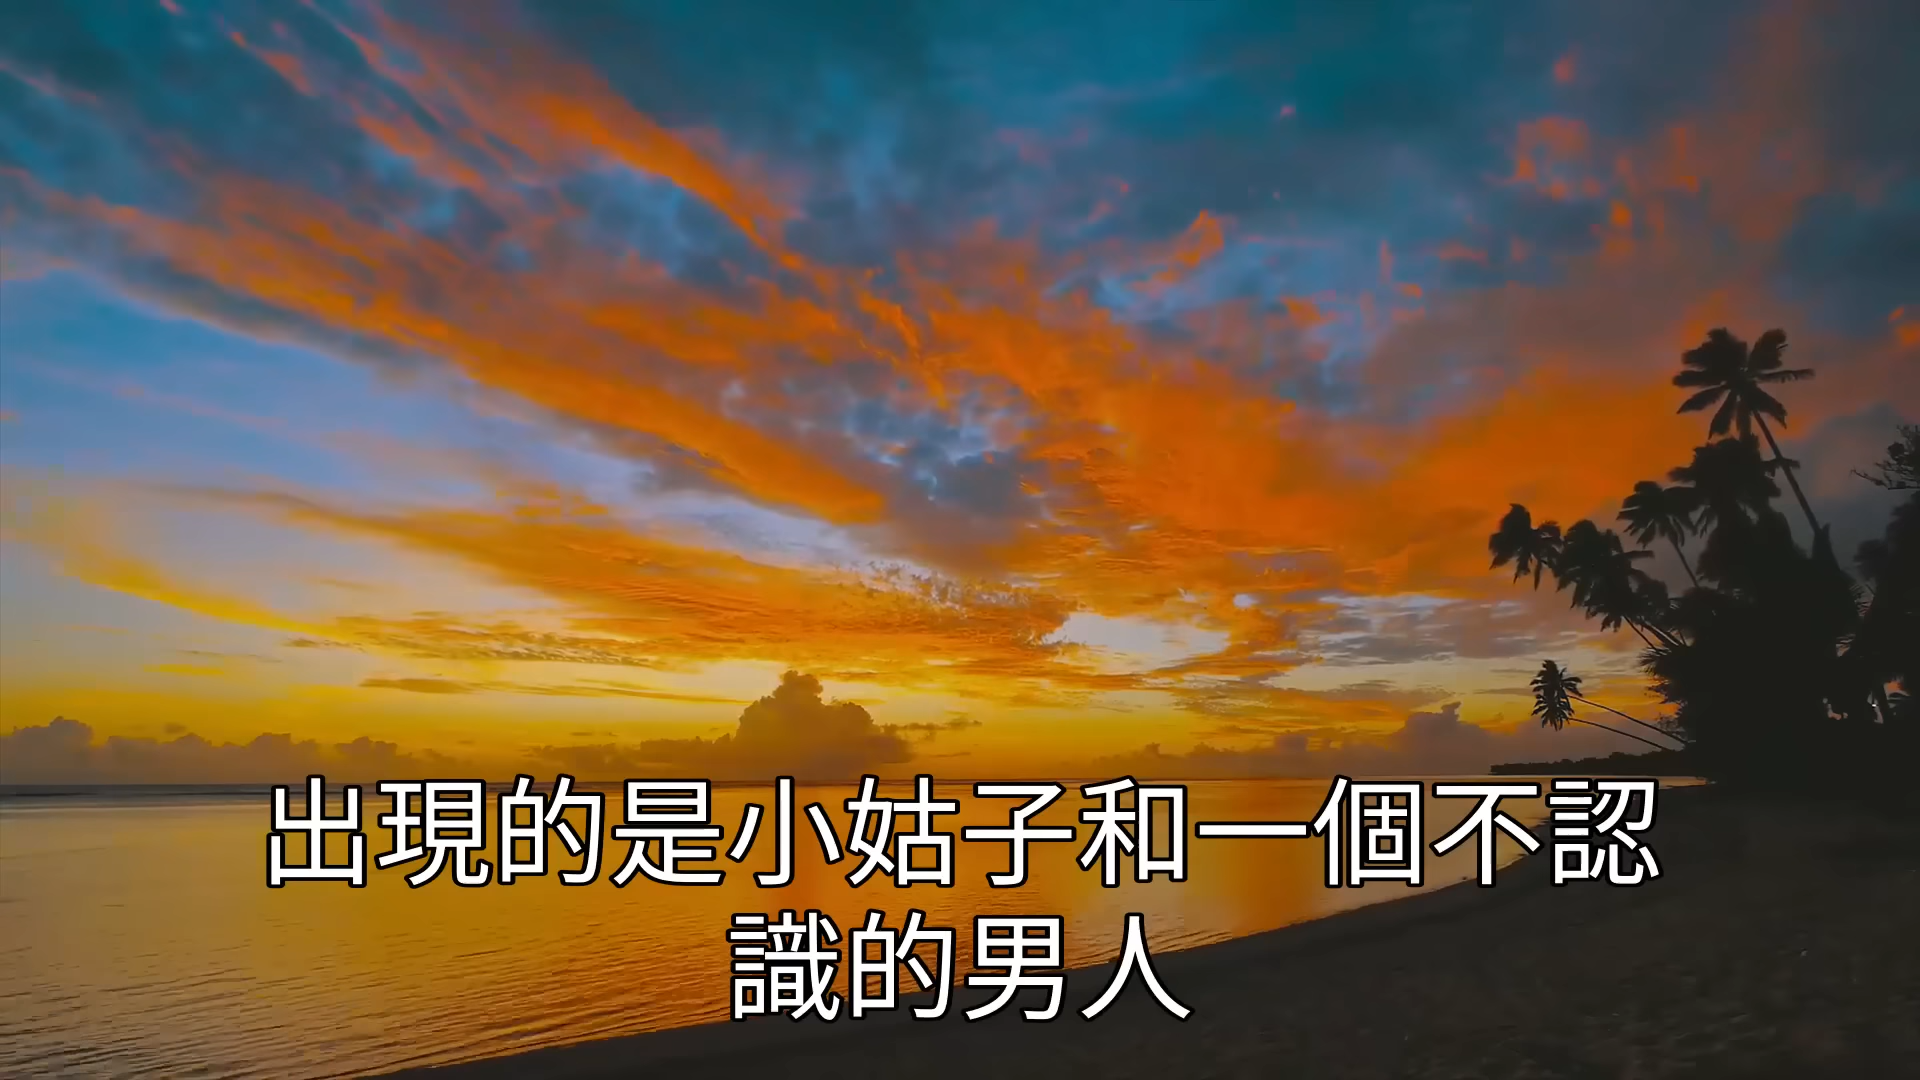 出現的是小姑子和一個不認
識的男人